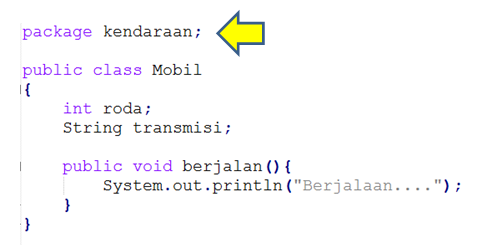 package kendaraan;
public class Mobil
{
int roda;
String transmisi;
public void berjalan(){
System.out.println("Berjalaan....");
}
}